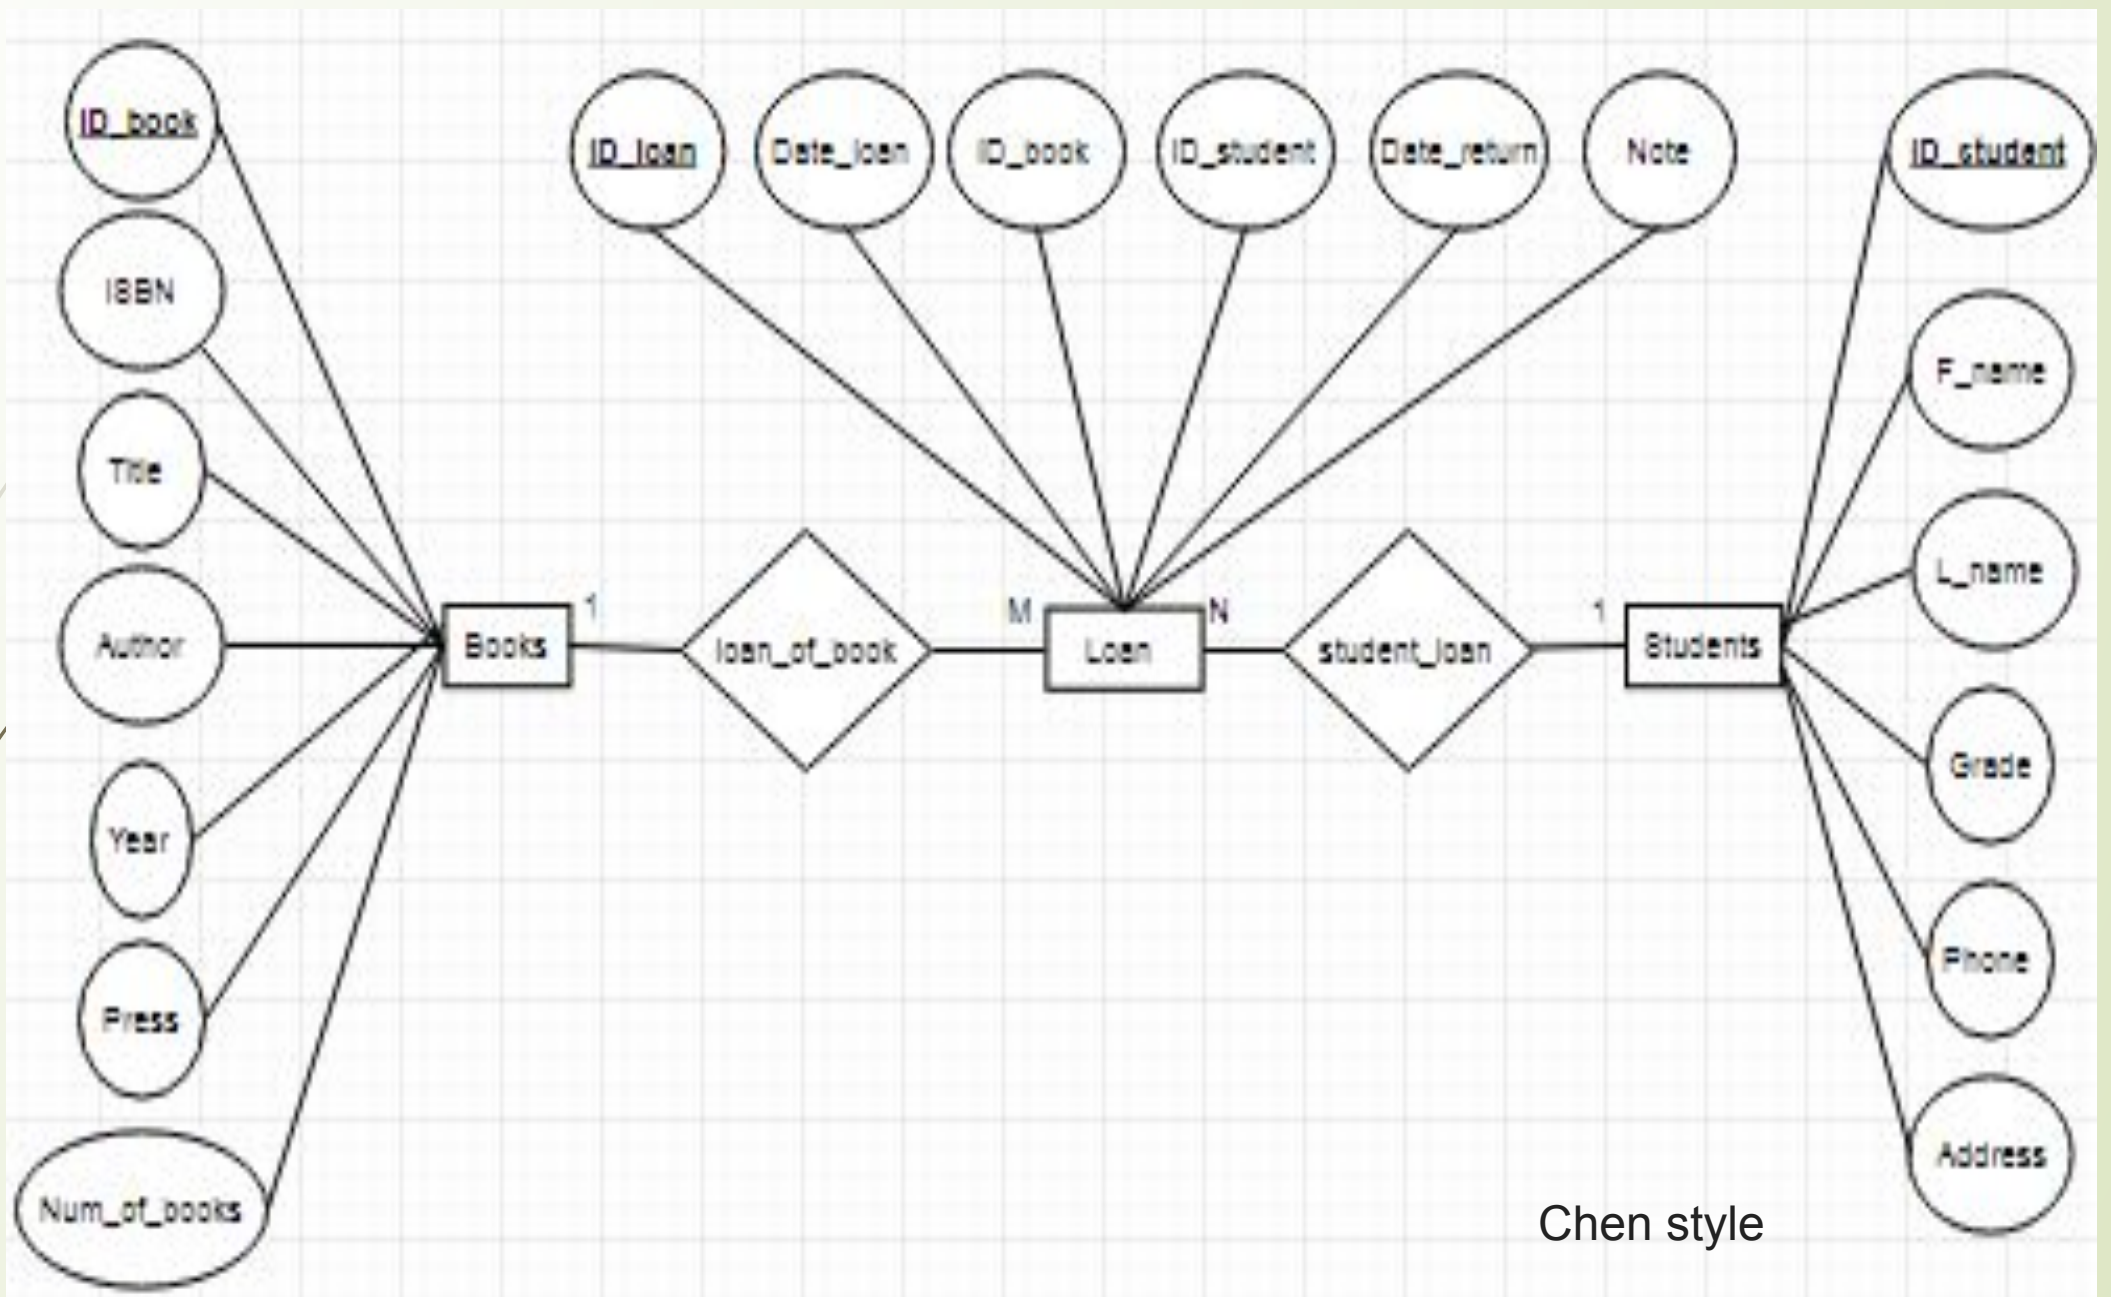 ID_book
ISBN
Title
Author
Year
Press
Num_of_books
ID_loan
Date_loan
ID_book
ID_student
Date_return
Note
Books
1
loan_of_book
M
Loan
N
student_loan
1
Students
ID_student
F_name
L_name
Grade
Phone
Address
Chen style